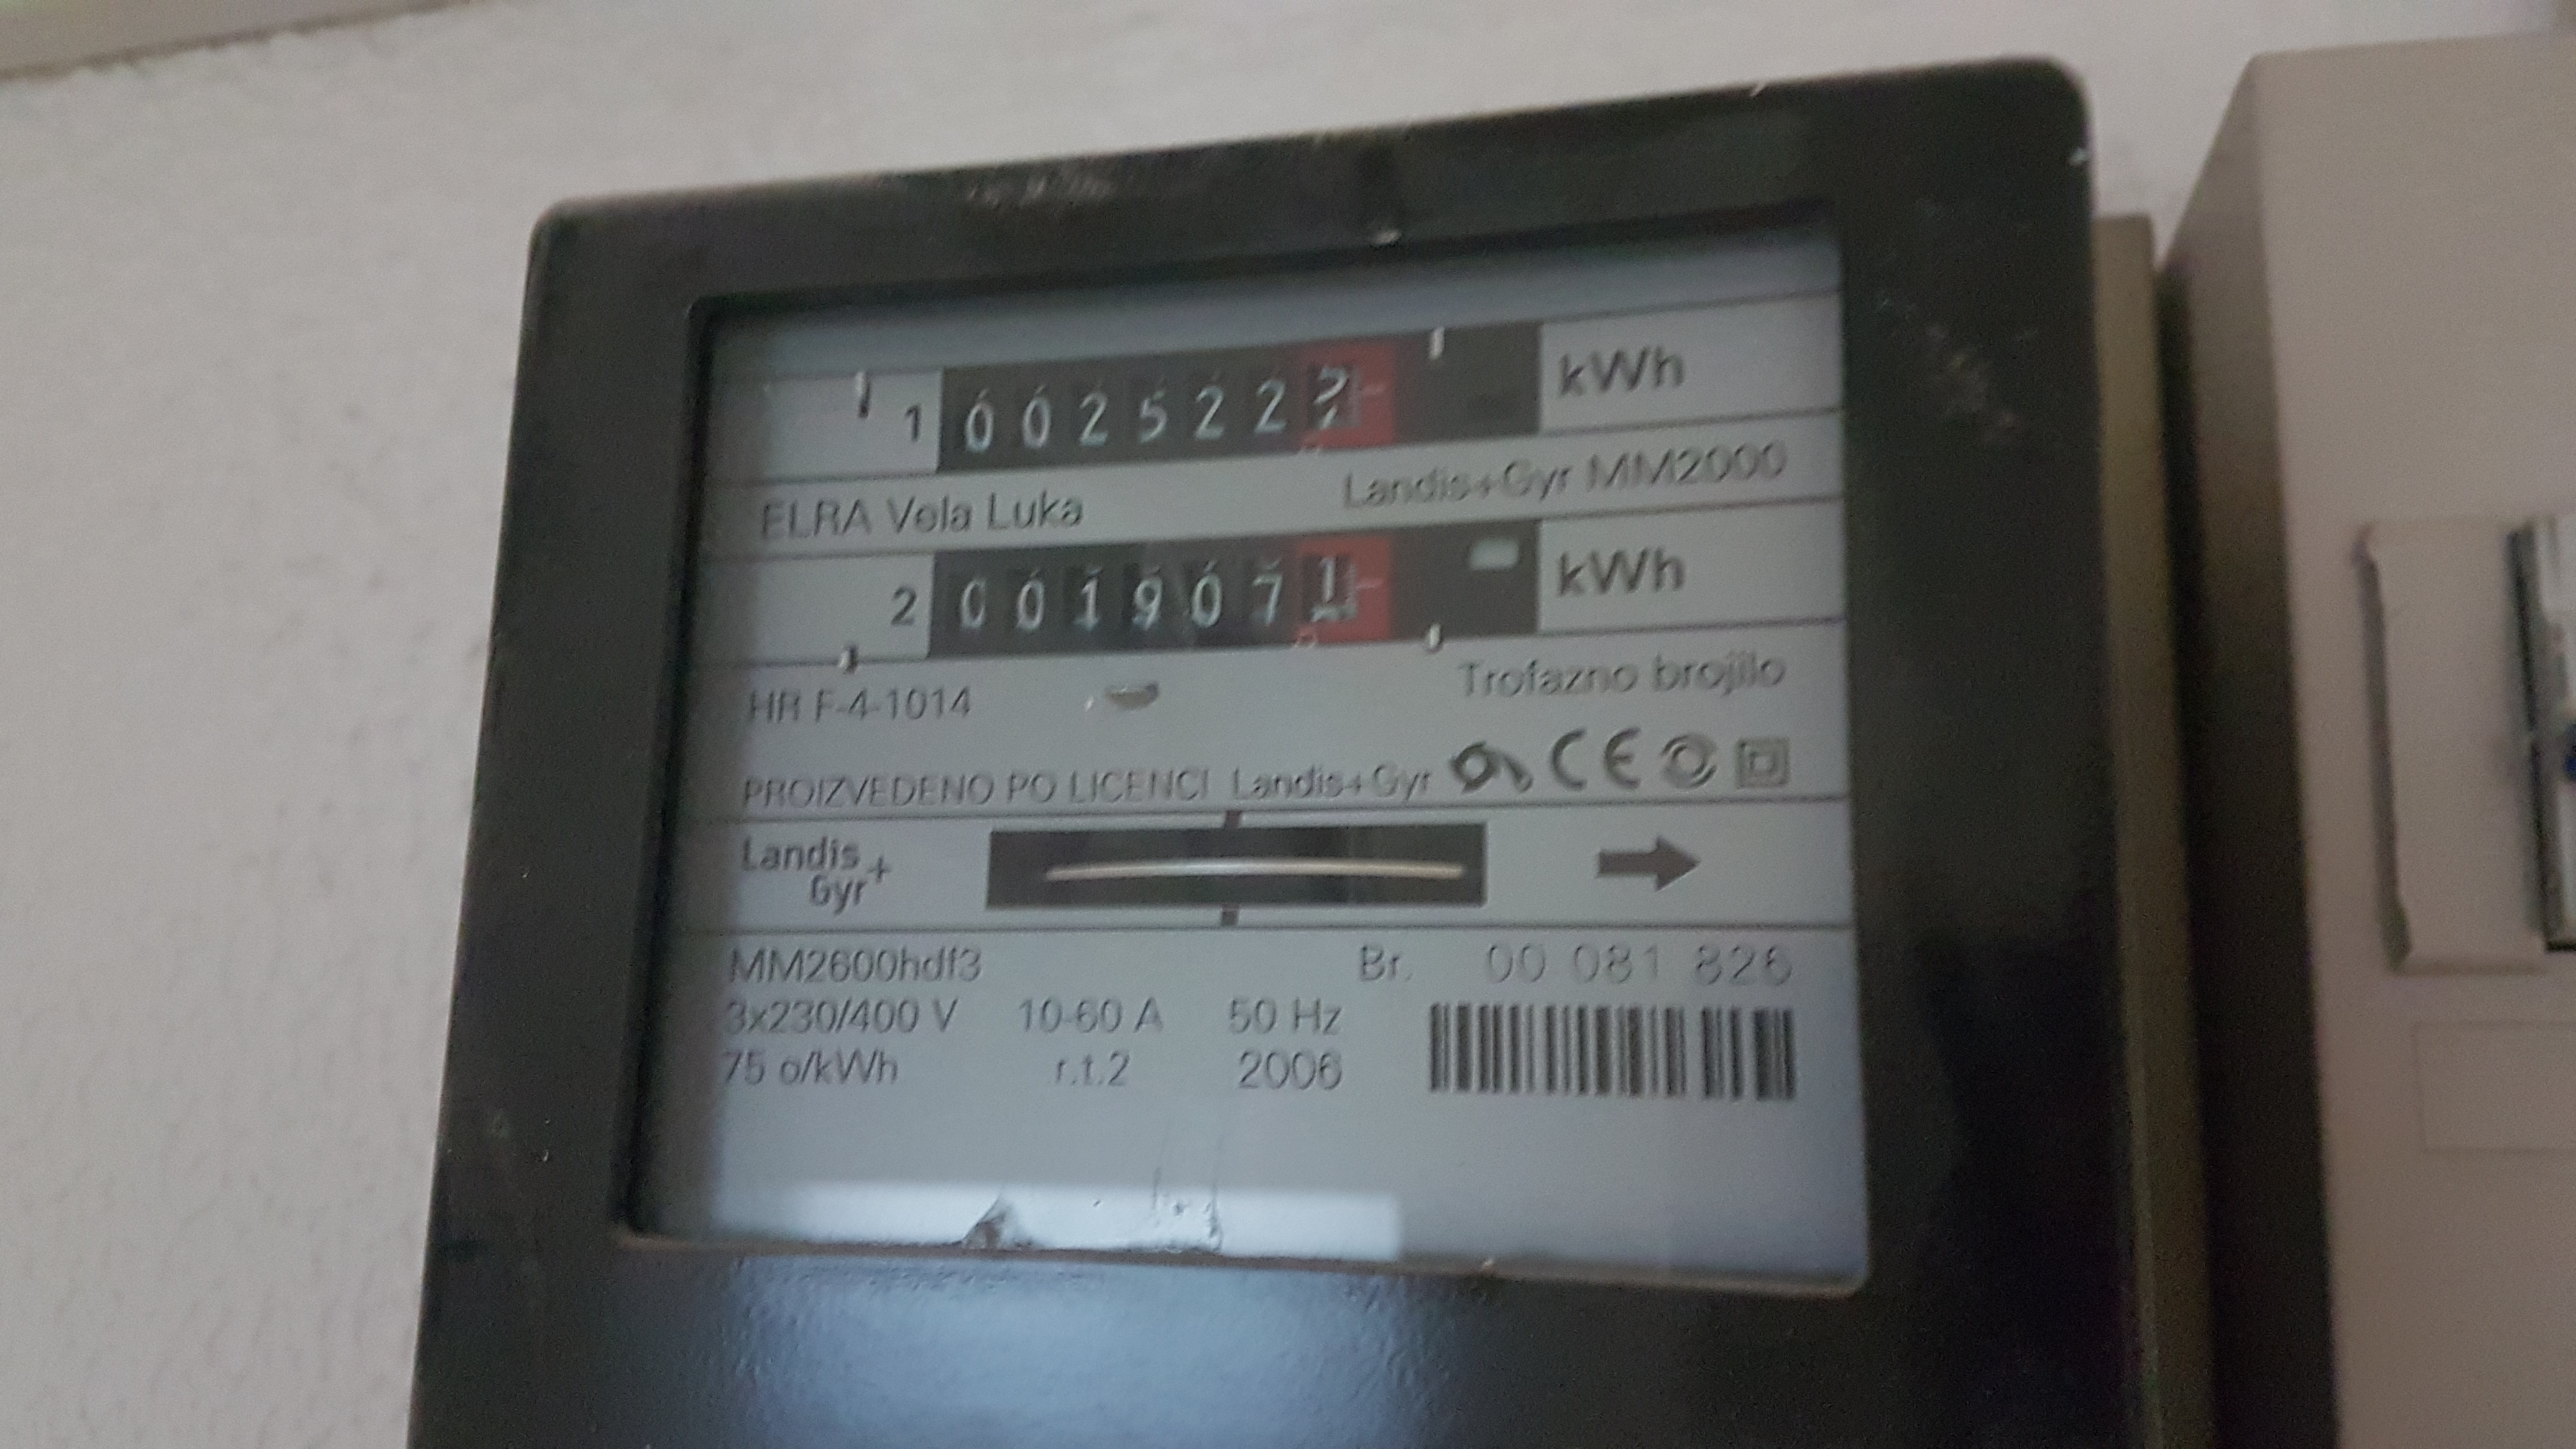 1 002522 kWh
ELRA Vela Luka Landis+Gyr MM2000
2 0019071 kWh
HR F-4-1014 Trofazno brojilo
PROIZVEDENO PO LICENCI Landis+Gyr CE
Landis+
Gyr
MM2600hdf3 Br. 00 081 826
3x230/400 V 10-60 A 50 Hz
75 o/kWh r.t.2 2006